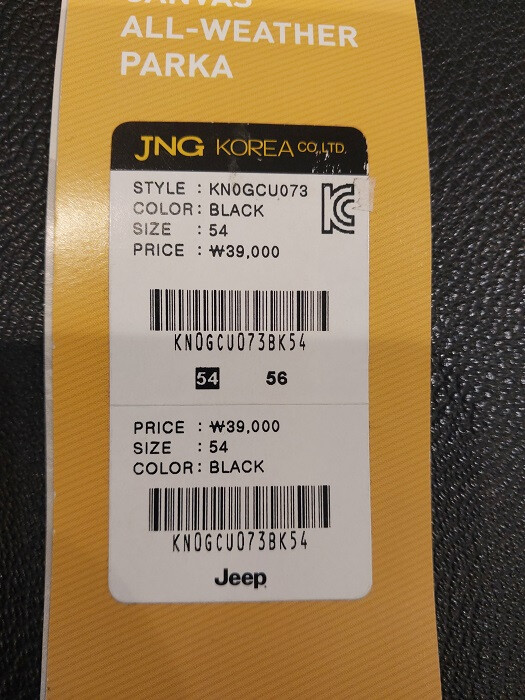 CANVAS
ALL-WEATHER
PARKA
JNG KOREA CO.,LTD.
STYLE : KN0GCU073
COLOR : BLACK
SIZE : 54
PRICE : ₩39,000
KN0GCU073BK54
54 56
PRICE : ₩39,000
SIZE : 54
COLOR : BLACK
KN0GCU073BK54
Jeep